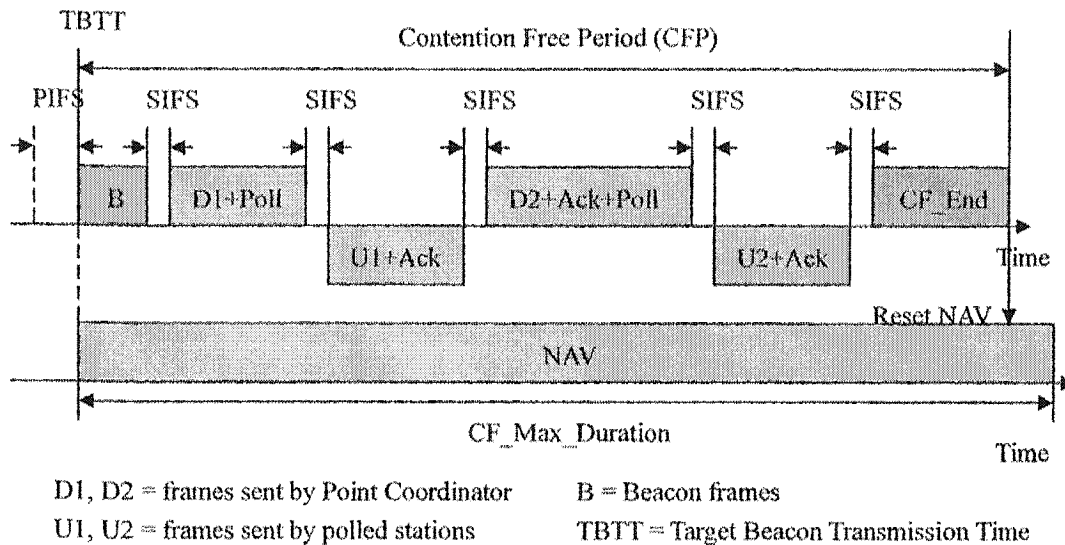 TBTT
Contention Free Period (CFP)
PIFS SIFS SIFS SIFS SIFS SIFS
B D1+Poll D2+Ack+Poll CF_End
U1+Ack U2+Ack Time
Reset NAV
NAV
CF_Max_Duration
Time
D1, D2 = frames sent by Point Coordinator B = Beacon frames
U1, U2 = frames sent by polled stations TBTT = Target Beacon Transmission Time